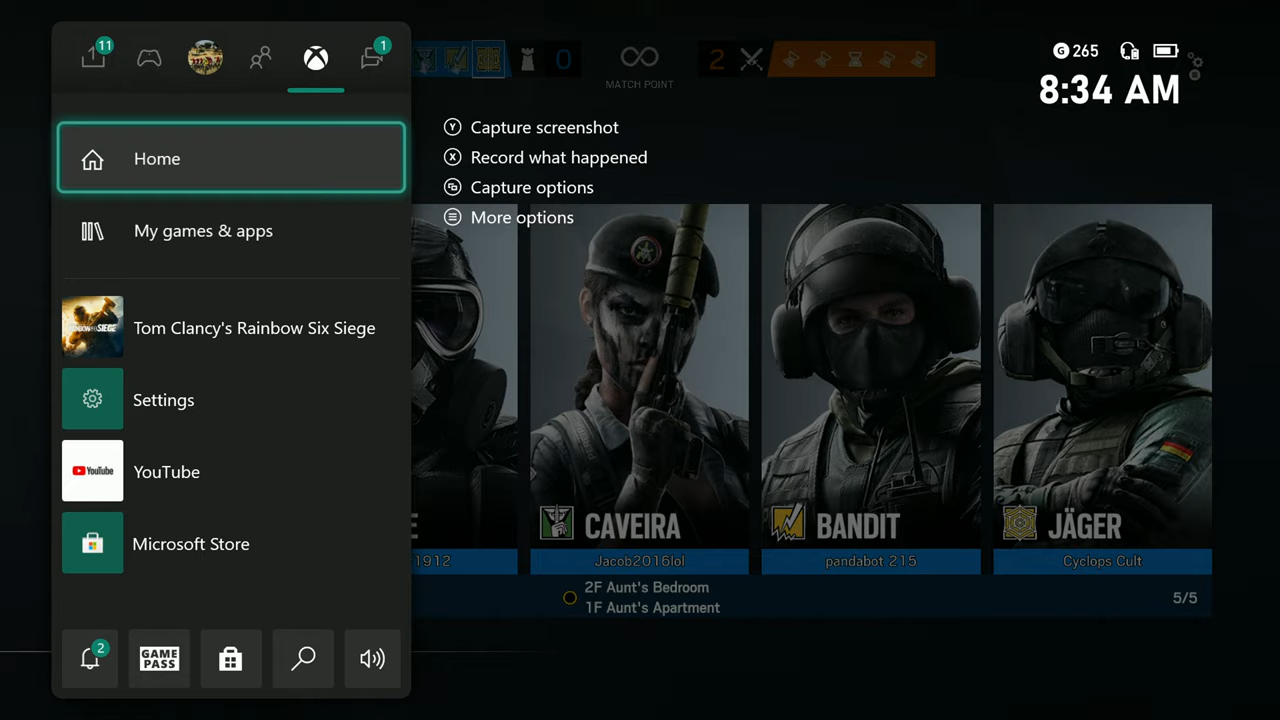 11
1
0
MATCH POINT
2
G 265
8:34 AM
Home
My games & apps
Tom Clancy's Rainbow Six Siege
Settings
YouTube
YouTube
Microsoft Store
2
GAME
PASS
Y Capture screenshot
X Record what happened
Capture options
More options
E
CAVEIRA
BANDIT
JÄGER
1912
Jacob2016lol
pandabot 215
Cyclops Cult
2F Aunt's Bedroom
1F Aunt's Apartment
5/5